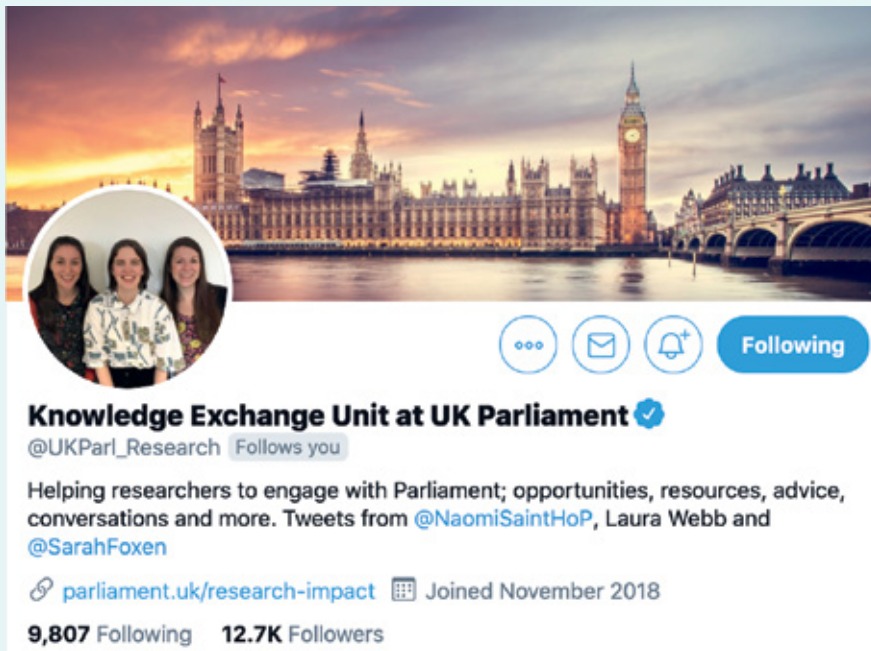 Following
Knowledge Exchange Unit at UK Parliament
@UKParl_Research Follows you
Helping researchers to engage with Parliament; opportunities, resources, advice,
conversations and more. Tweets from @NaomiSaintHoP, Laura Webb and
@SarahFoxen
parliament.uk/research-impact Joined November 2018
9,807 Following 12.7K Followers